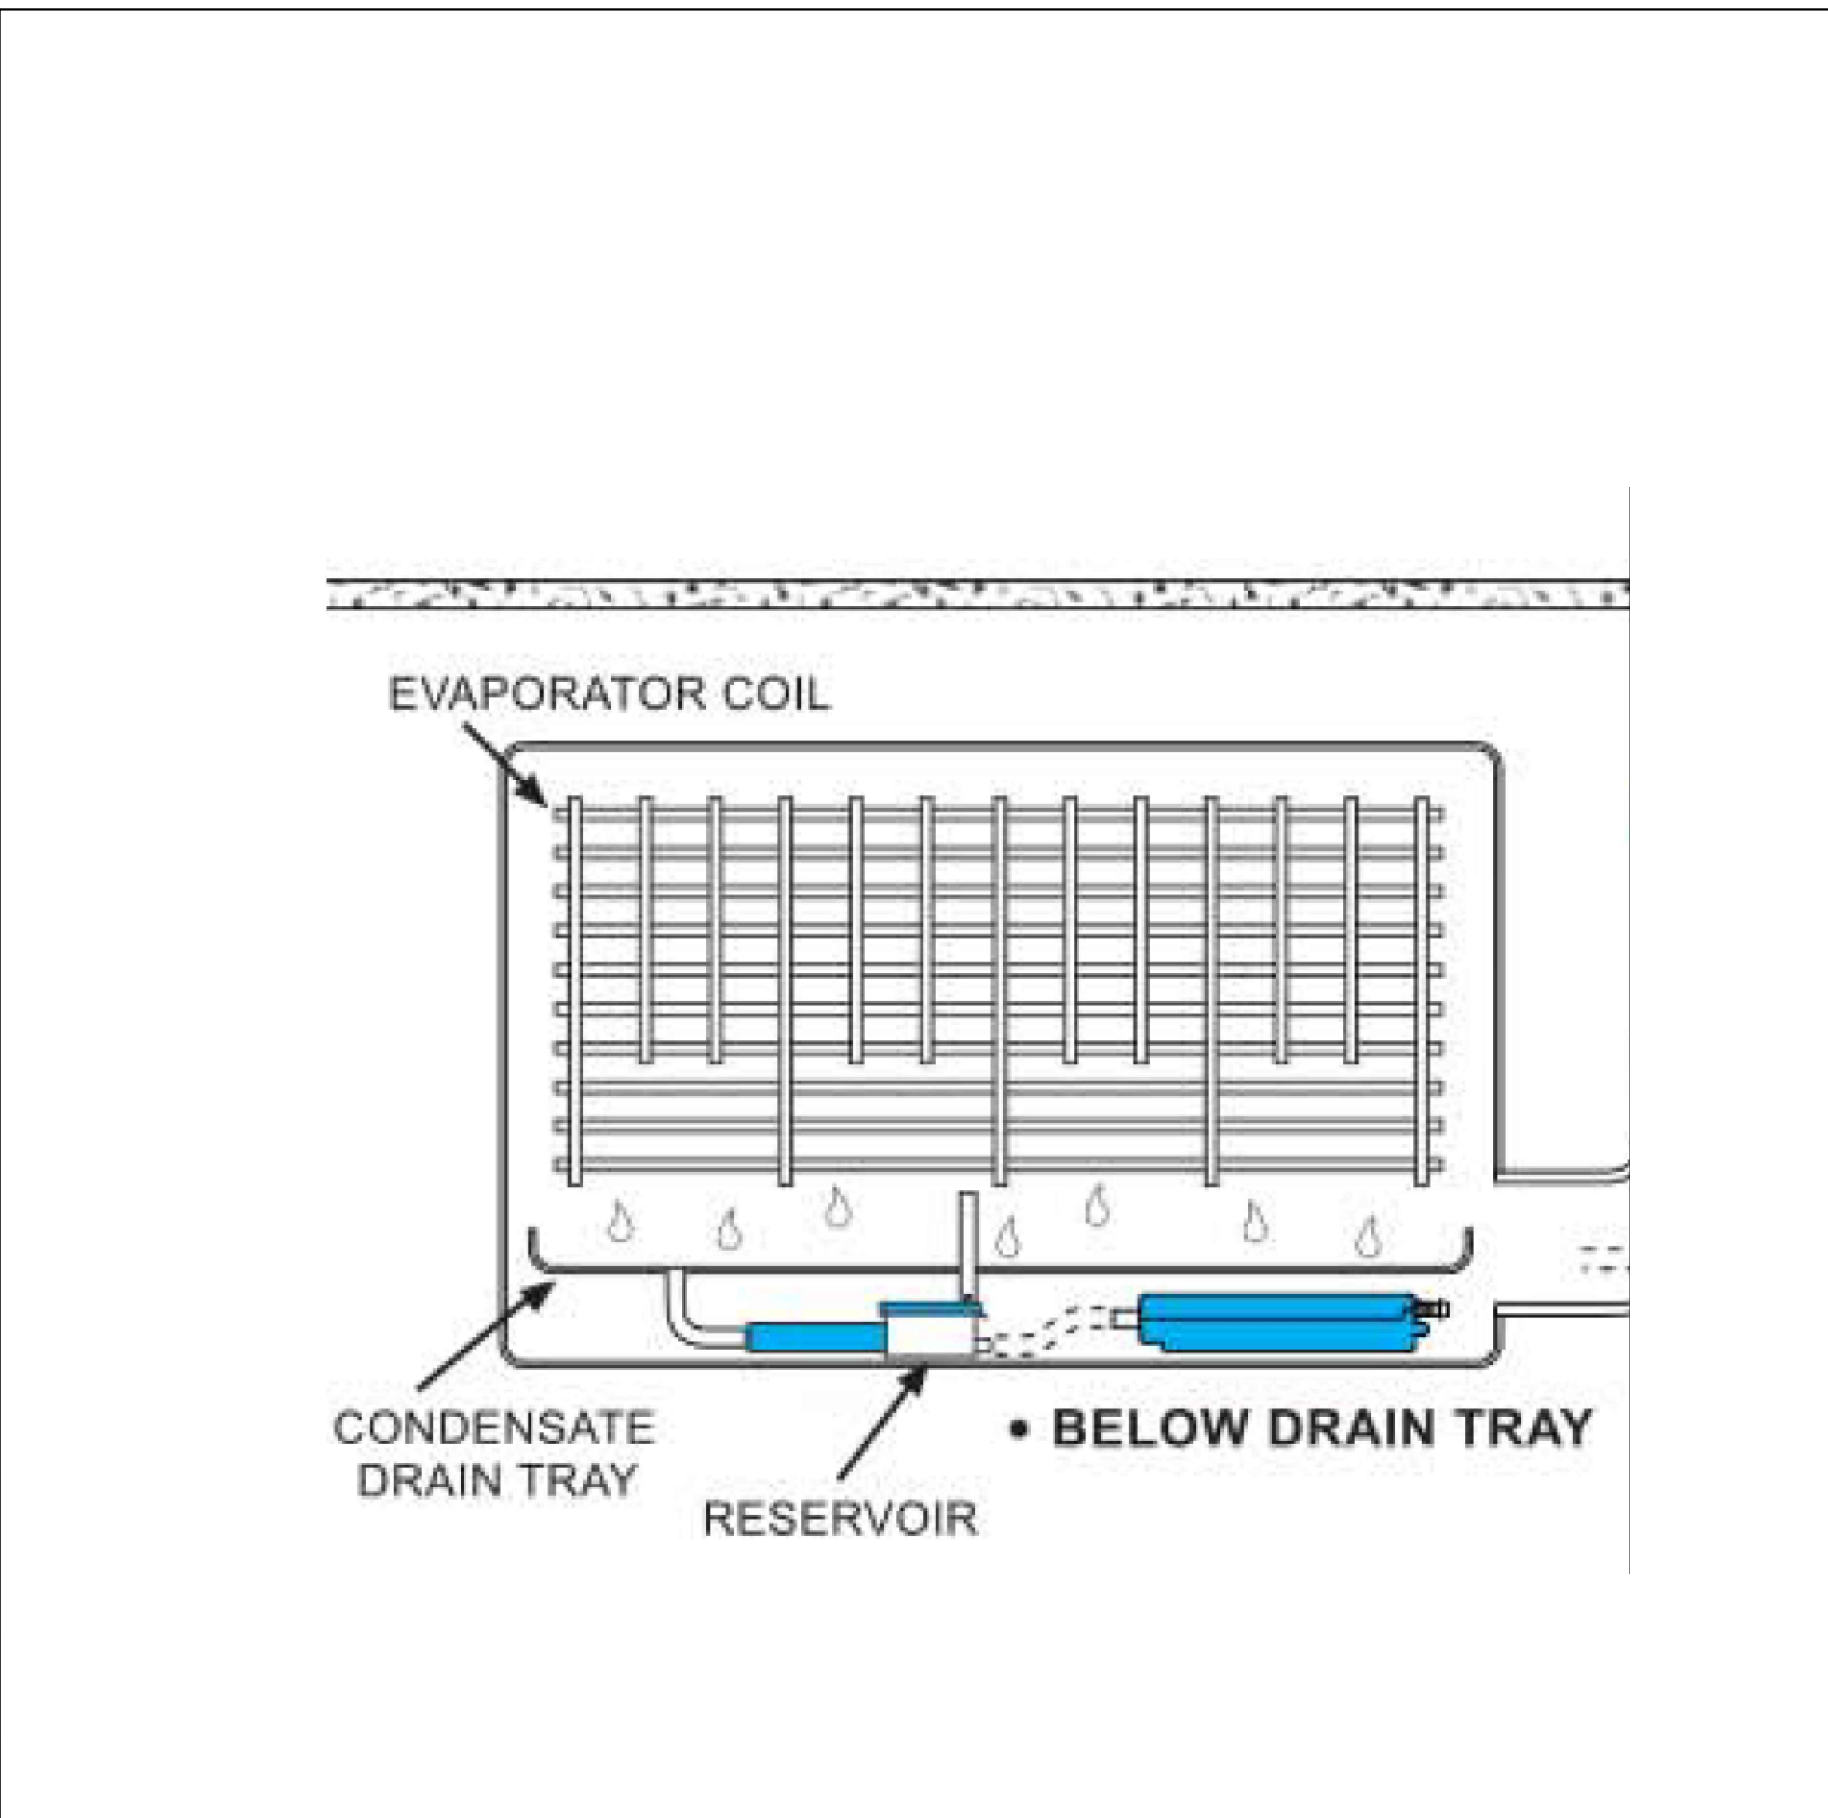 EVAPORATOR COIL
CONDENSATE
DRAIN TRAY
RESERVOIR
• BELOW DRAIN TRAY